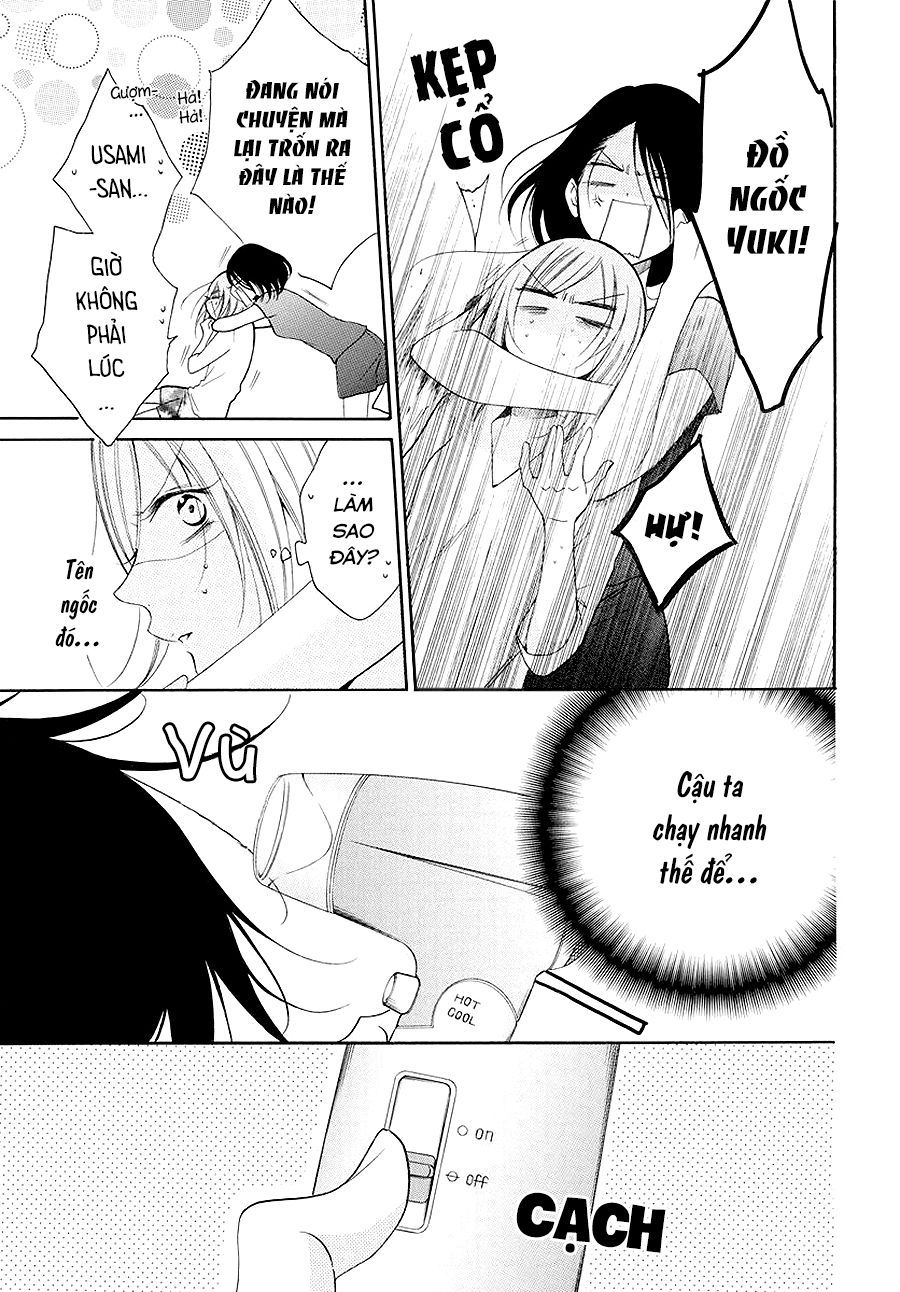 ĐỒ
NGỐC
YUKI!
KẸP
CỔ
HỰ!
ĐANG NÓI
CHUYỆN MÀ
LẠI TRỐN RA
ĐÂY LÀ THẾ
NÀO!
Hả!
Hả!
Gượm-
...
USAMI
-SAN...
GIỜ
KHÔNG
PHẢI
LÚC
...
...
LÀM
SAO
ĐÂY?
Tên
ngốc
đó...
Cậu ta
chạy nhanh
thế để...
Vù
HOT
COOL
on
off
CẠCH